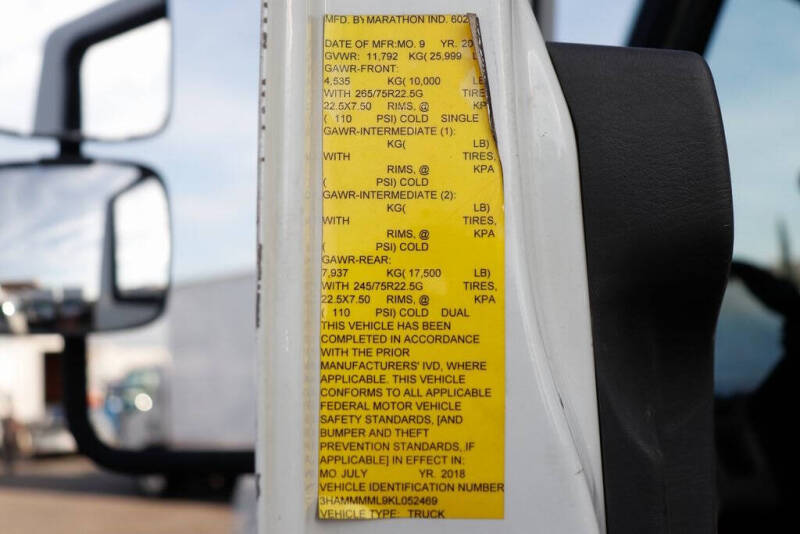 MFD. BY MARATHON IND. 602
DATE OF MFR: MO. 9 YR. 20
GVWR: 11,792 KG( 25,999 L
GAWR-FRONT:
4,535 KG( 10,000 L
WITH 265/75R22.5G TIRE
22.5X7.50 RIMS, @ KP
( 110 PSI) COLD SINGLE
GAWR-INTERMEDIATE (1):
KG( LB)
WITH TIRES,
RIMS, @ KPA
( PSI) COLD
GAWR-INTERMEDIATE (2):
KG( LB)
WITH TIRES,
RIMS, @ KPA
( PSI) COLD
GAWR-REAR:
7,937 KG( 17,500 LB)
WITH 245/75R22.5G TIRES,
22.5X7.50 RIMS, @ KPA
( 110 PSI) COLD DUAL
THIS VEHICLE HAS BEEN
COMPLETED IN ACCORDANCE
WITH THE PRIOR
MANUFACTURERS' IVD, WHERE
APPLICABLE. THIS VEHICLE
CONFORMS TO ALL APPLICABLE
FEDERAL MOTOR VEHICLE
SAFETY STANDARDS, [AND
BUMPER AND THEFT
PREVENTION STANDARDS, IF
APPLICABLE] IN EFFECT IN:
MO. JULY YR. 2018
VEHICLE IDENTIFICATION NUMBER
3HAMMMML9KL052469
VEHICLE TYPE: TRUCK